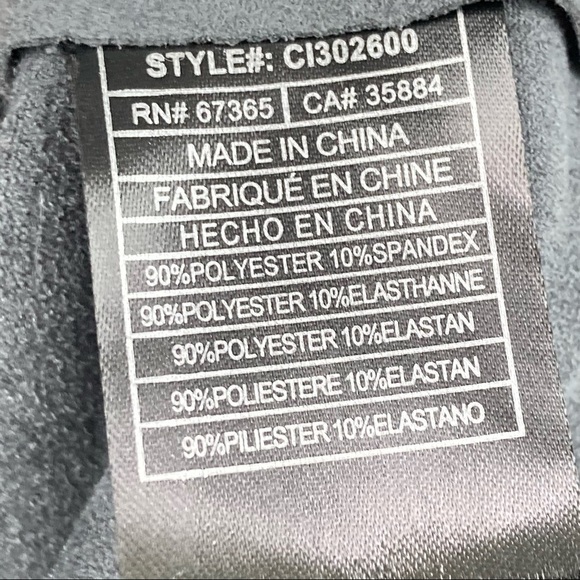 STYLE#: CI302600
RN# 67365 CA# 35884
MADE IN CHINA
FABRIQUÉ EN CHINE
HECHO EN CHINA
90%POLYESTER 10%SPANDEX
90%POLYESTER 10%ELASTHANNE
90%POLYESTER 10%ELASTAN
90%POLIESTERE 10%ELASTAN
90%PILIESTER 10%ELASTANO